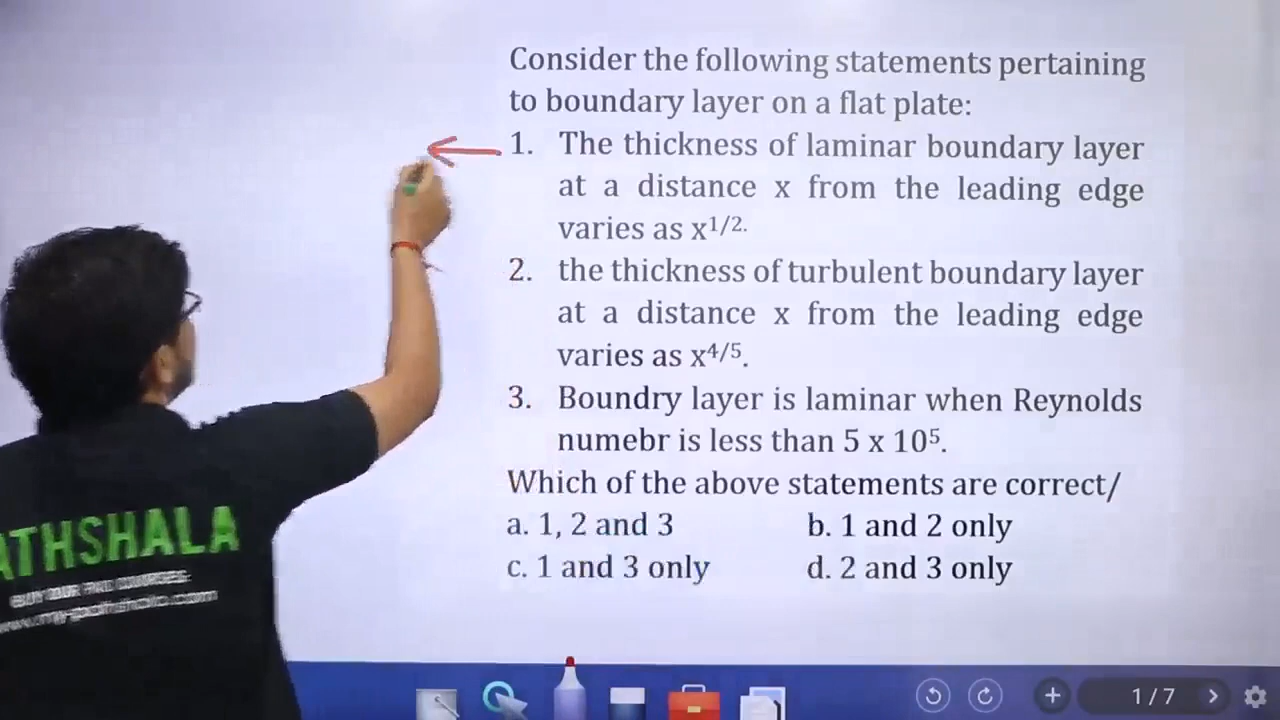 Consider the following statements pertaining
to boundary layer on a flat plate:
1. The thickness of laminar boundary layer
at a distance x from the leading edge
varies as x^1/2.
2. the thickness of turbulent boundary layer
at a distance x from the leading edge
varies as x^4/5.
3. Boundry layer is laminar when Reynolds
numebr is less than 5 x 10^5.
Which of the above statements are correct/
a. 1, 2 and 3 b. 1 and 2 only
c. 1 and 3 only d. 2 and 3 only
ATHSHALA
1 / 7